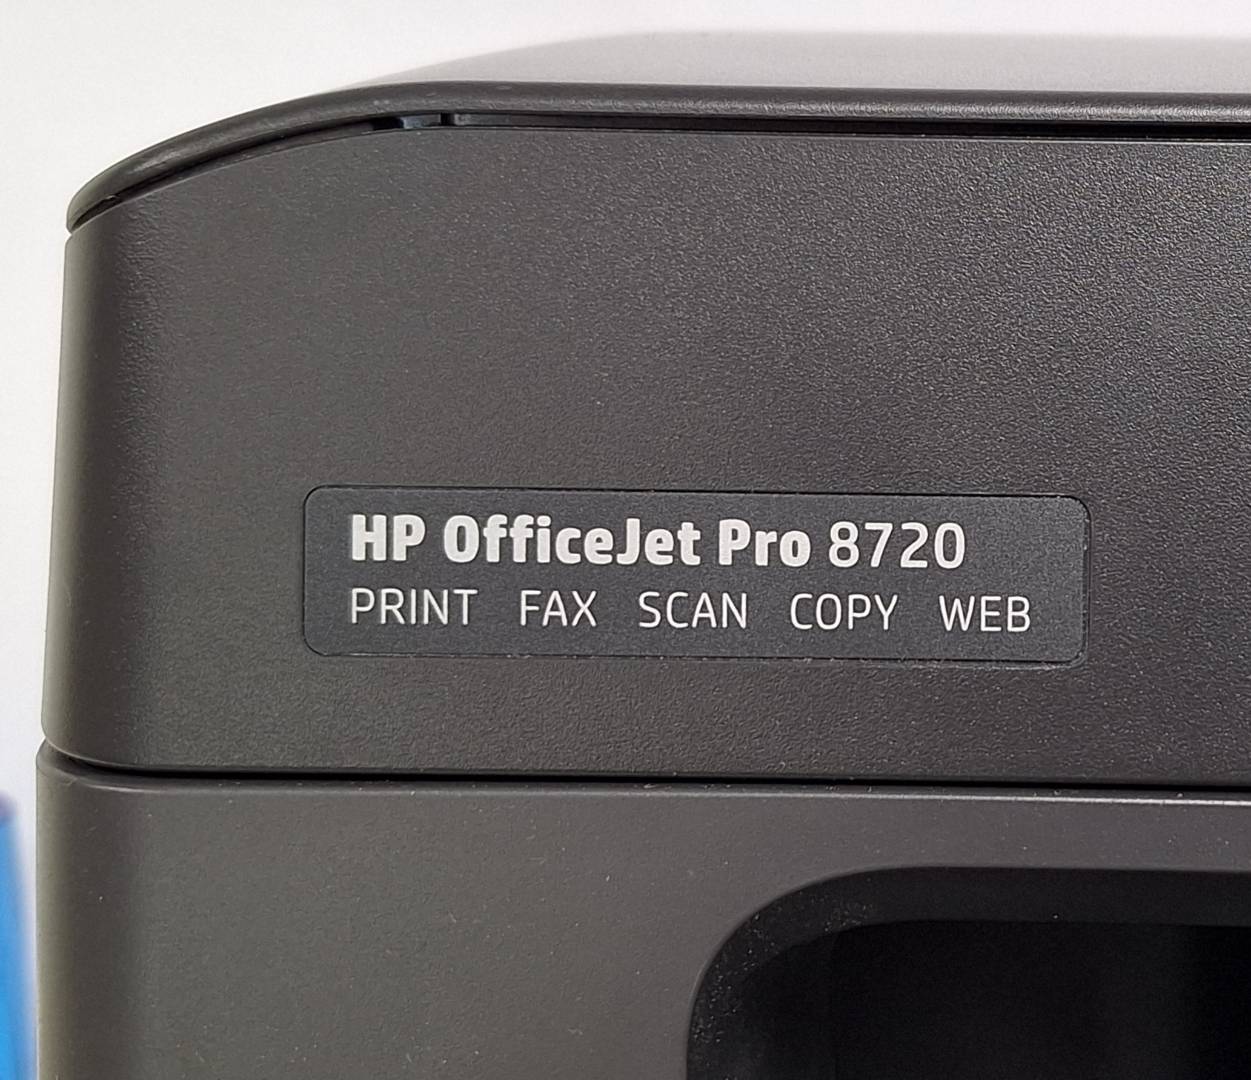 HP OfficeJet Pro 8720
PRINT FAX SCAN COPY WEB